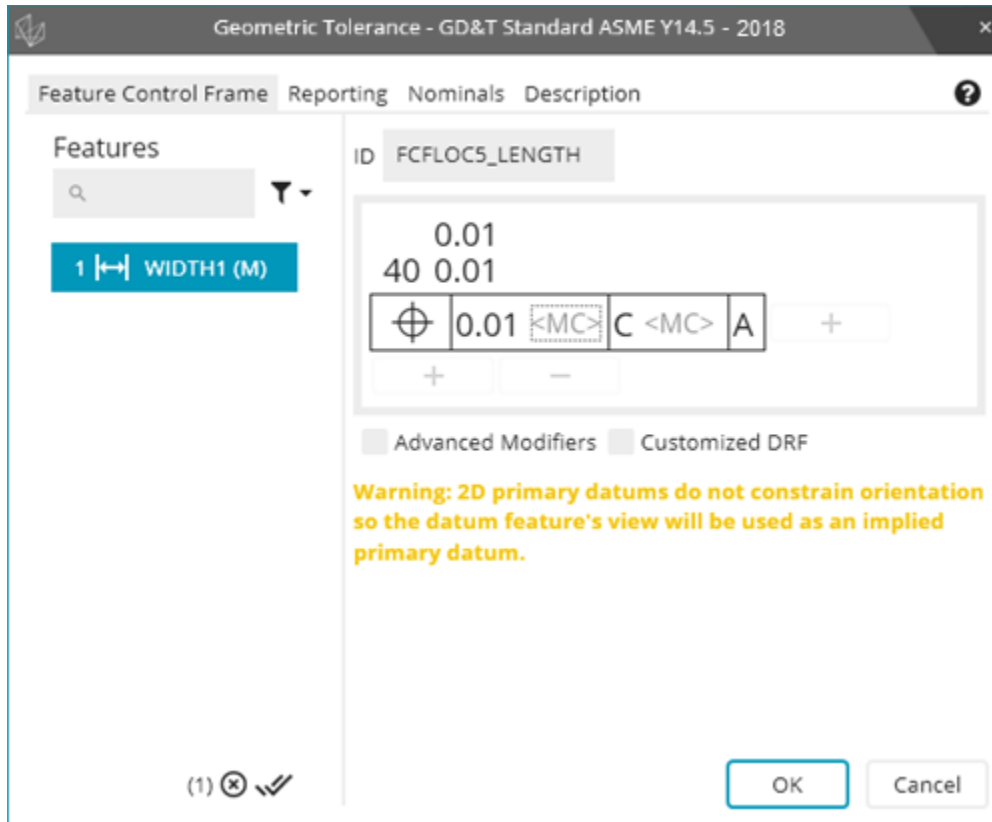 Geometric Tolerance - GD&T Standard ASME Y14.5 - 2018
Feature Control Frame Reporting Nominals Description
Features
ID FCFLOC5_LENGTH
1 WIDTH1 (M)
0.01
40 0.01
0.01 <MC> C <MC> A +
+ −
Advanced Modifiers Customized DRF
Warning: 2D primary datums do not constrain orientation
so the datum feature's view will be used as an implied
primary datum.
(1)
OK Cancel